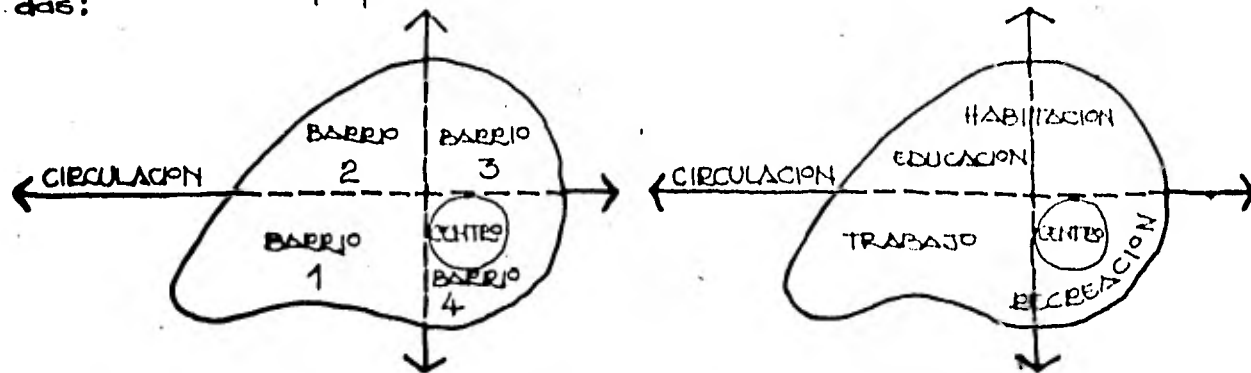 das:
BARRIO
2
BARRIO
3
CIRCULACION
BARRIO
1
CENTRO
BARRIO
4
HABITACION
EDUCACION
CIRCULACION
TRABAJO
CENTRO
RECREACION